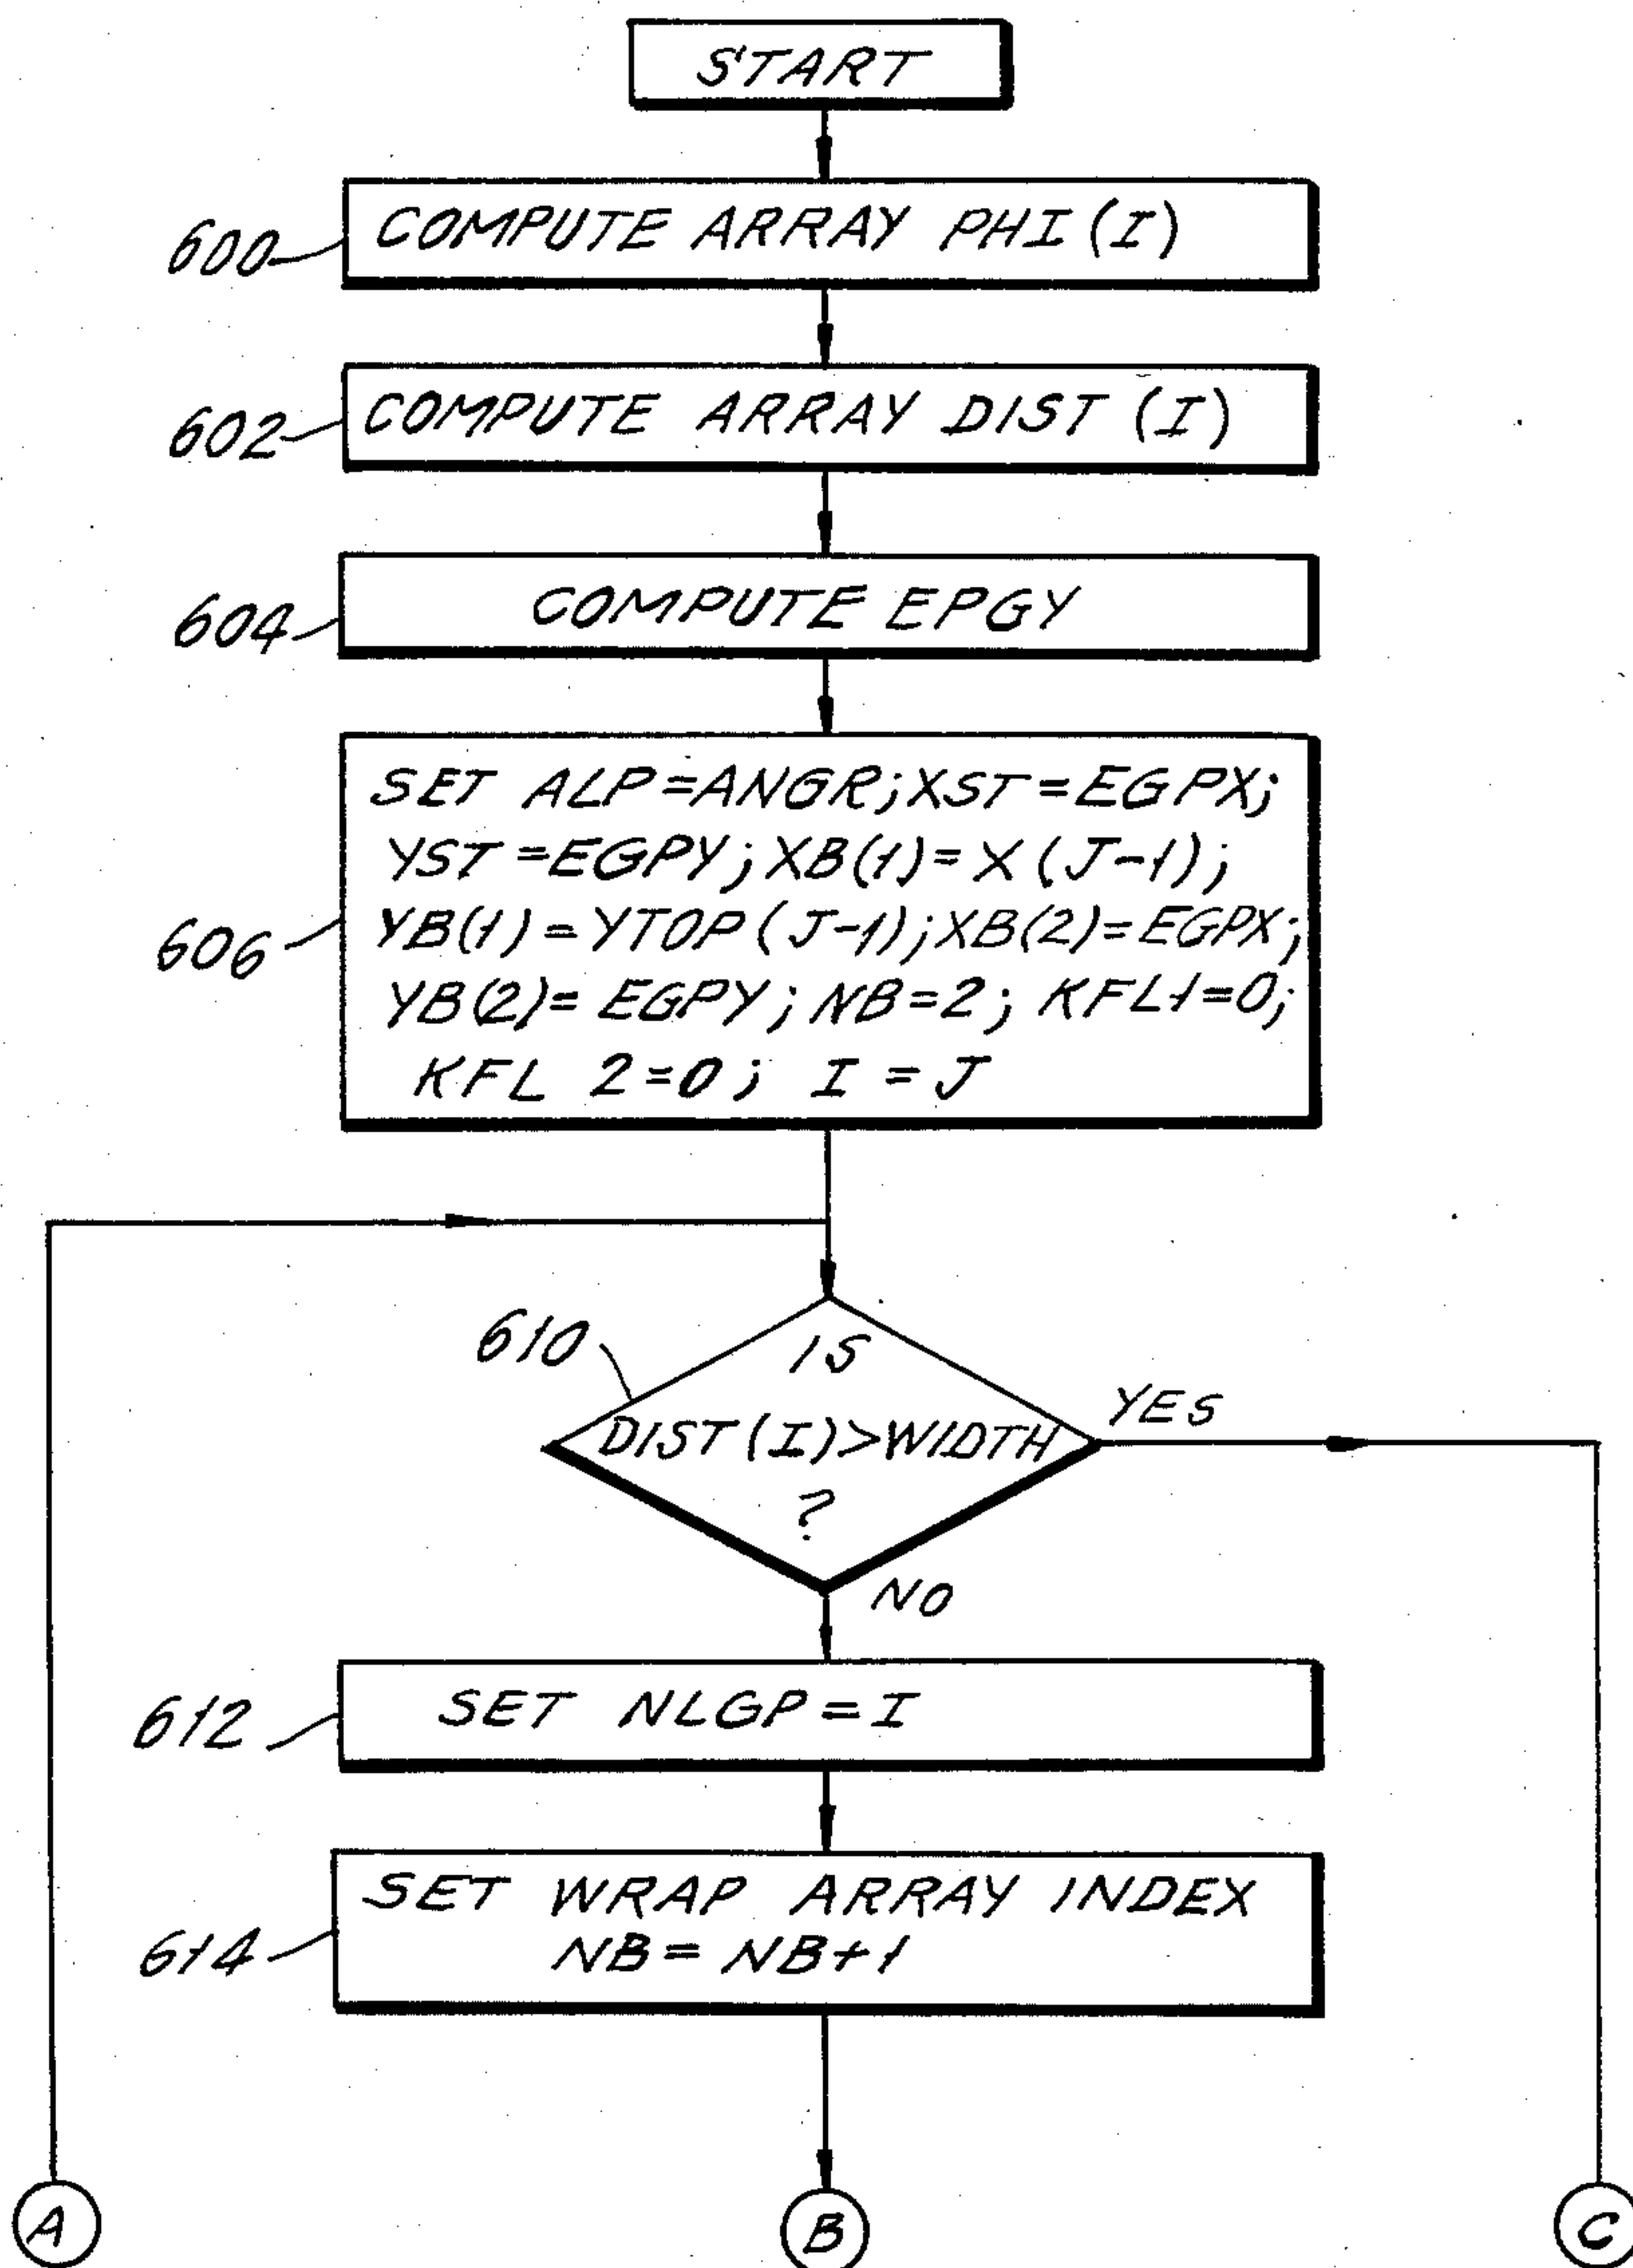 START
600
COMPUTE ARRAY PHI (I)
602
COMPUTE ARRAY DIST (I)
604
COMPUTE EPGY
606
SET ALP=ANGR; XST=EGPX;
YST=EGPY; XB(1)=X(J-1);
YB(1)=YTOP(J-1); XB(2)=EGPX;
YB(2)=EGPY; NB=2; KFL1=0;
KFL 2=0; I=J
610
IS
DIST(I)>WIDTH
?
YES
NO
612
SET NLGP=I
614
SET WRAP ARRAY INDEX
NB=NB+1
A
B
C